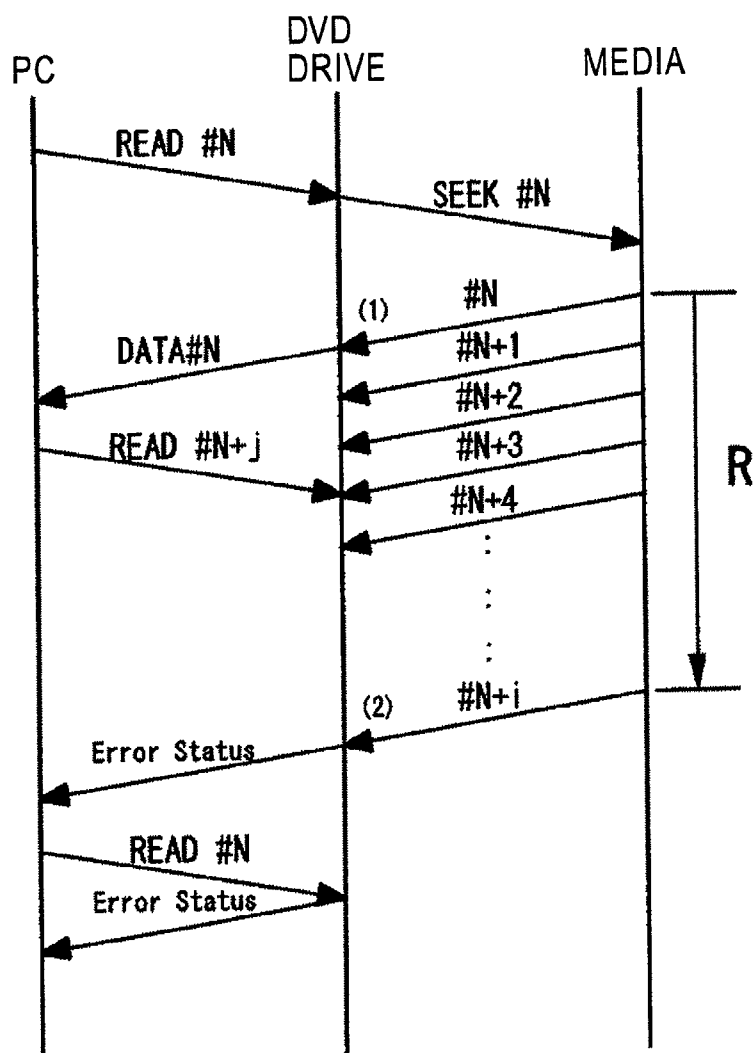 PC
DVD
DRIVE
MEDIA
READ #N
SEEK #N
#N
(1)
DATA#N
#N+1
#N+2
READ #N+j
#N+3
R
#N+4
(2)
#N+i
Error Status
READ #N
Error Status